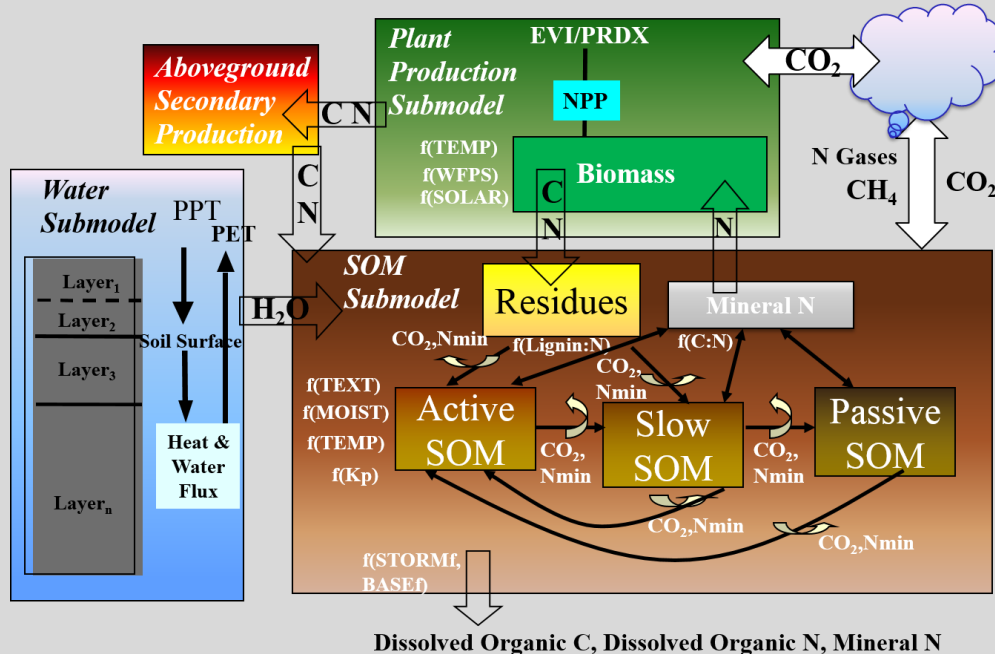 Plant
Production
Submodel
EVI/PRDX
NPP
f(TEMP)
f(WFPS)
f(SOLAR)
Biomass
CO2
Aboveground
Secondary
Production
C N
C
N
C
N
N
N Gases
CH4
CO2
Water
Submodel
PPT
PET
Layer1
Layer2
Layer3
Layern
Soil Surface
Heat &
Water
Flux
H2O
SOM
Submodel
Residues
Mineral N
CO2,Nmin
f(Lignin:N)
f(C:N)
CO2,
Nmin
f(TEXT)
f(MOIST)
f(TEMP)
f(Kp)
Active
SOM
CO2,
Nmin
Slow
SOM
CO2,
Nmin
Passive
SOM
CO2,Nmin
CO2,Nmin
f(STORMf,
BASEf)
Dissolved Organic C, Dissolved Organic N, Mineral N